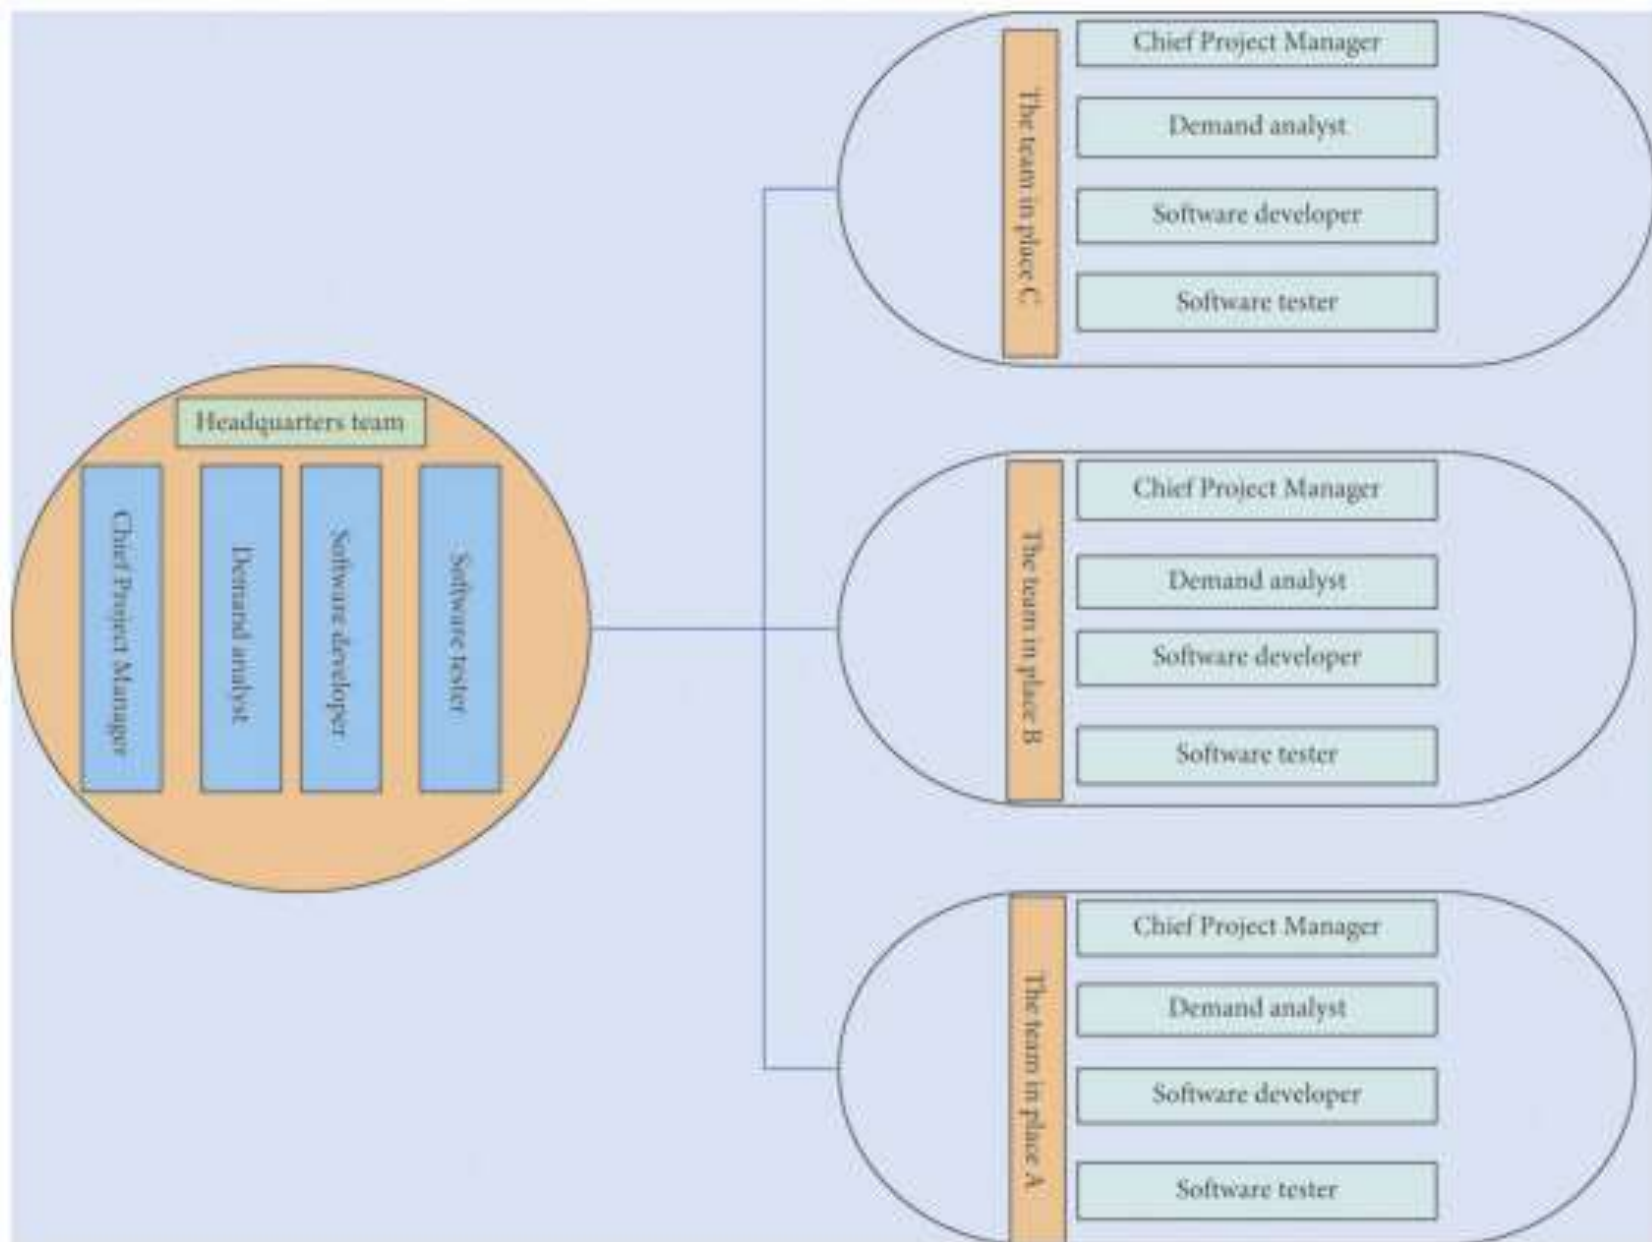 Headquarters team
Chief Project Manager
Demand analyst
Software developer
Software tester
The team in place C
Chief Project Manager
Demand analyst
Software developer
Software tester
The team in place B
Chief Project Manager
Demand analyst
Software developer
Software tester
The team in place A
Chief Project Manager
Demand analyst
Software developer
Software tester